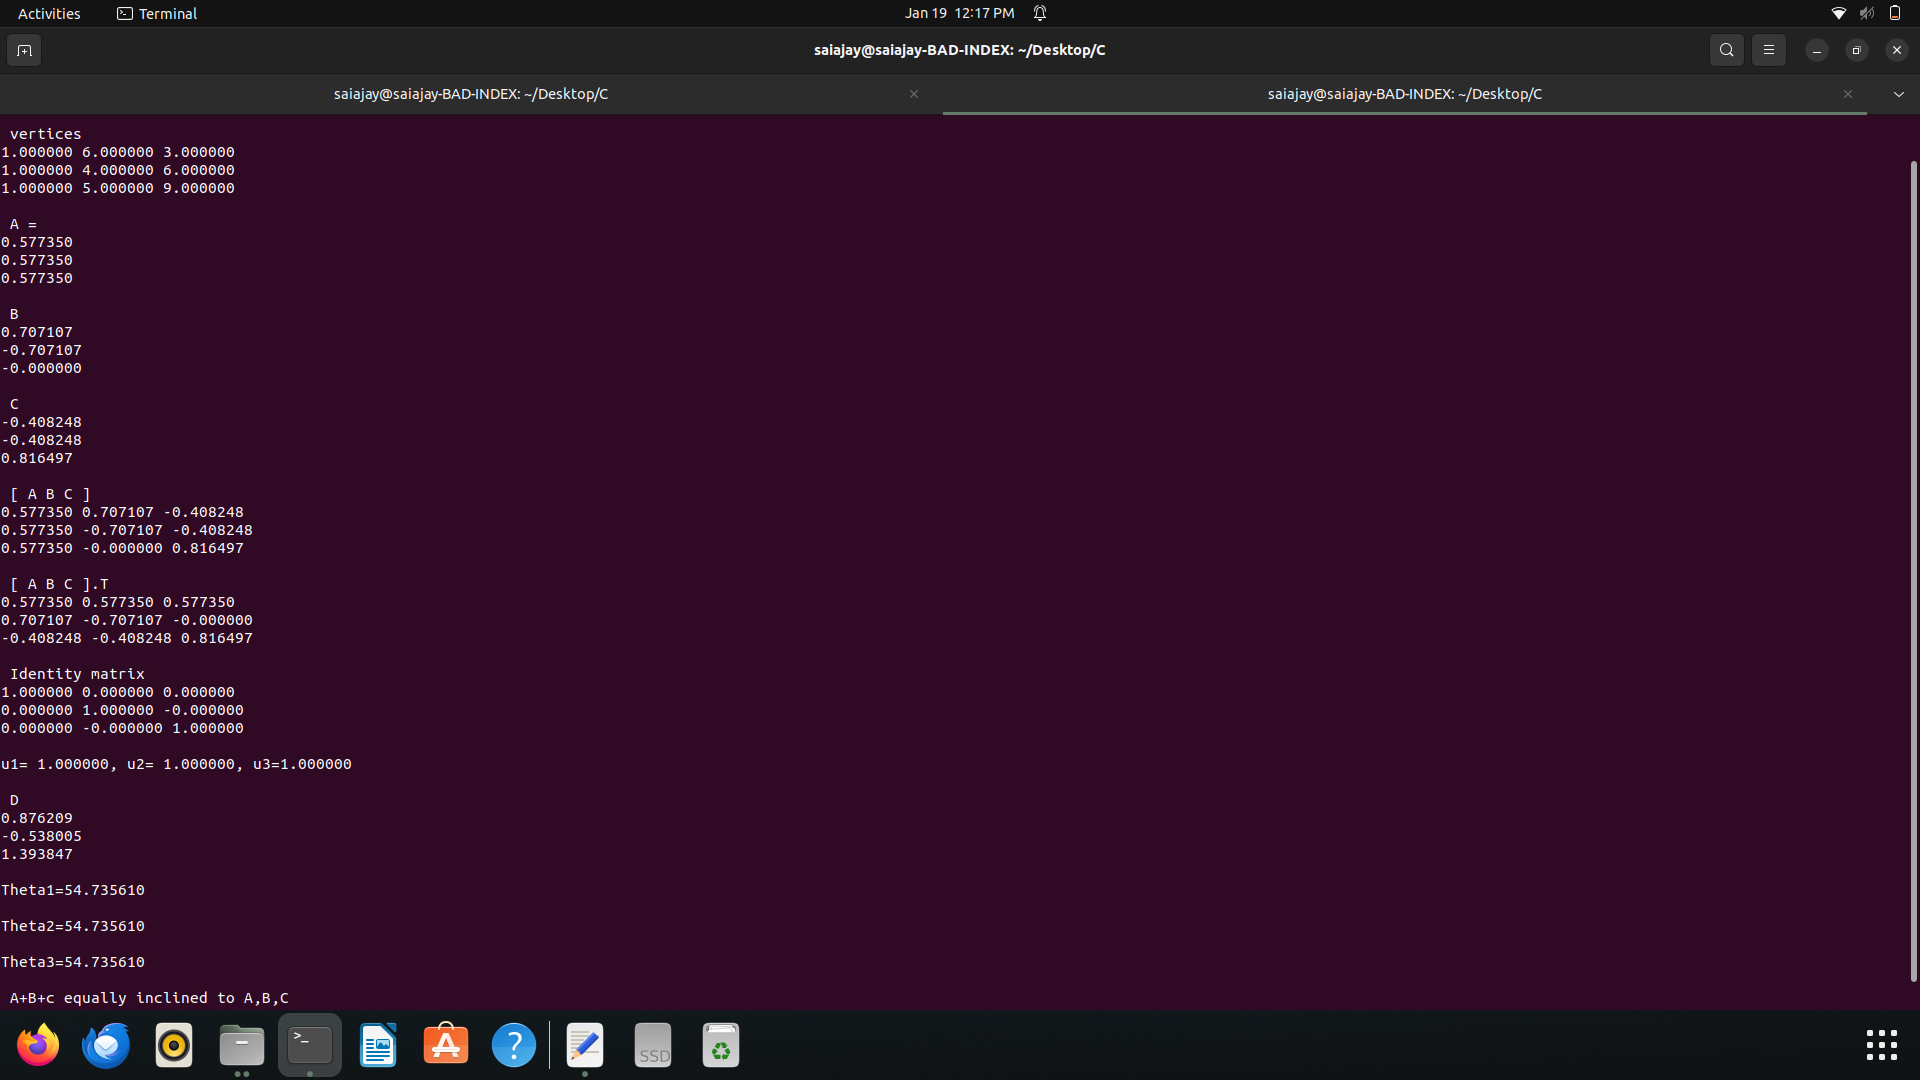 Activities Terminal Jan 19 12:17 PM
saiajay@saiajay-BAD-INDEX: ~/Desktop/C
saiajay@saiajay-BAD-INDEX: ~/Desktop/C saiajay@saiajay-BAD-INDEX: ~/Desktop/C
vertices
1.000000 6.000000 3.000000
1.000000 4.000000 6.000000
1.000000 5.000000 9.000000
A =
0.577350
0.577350
0.577350
B
0.707107
-0.707107
-0.000000
C
-0.408248
-0.408248
0.816497
[ A B C ]
0.577350 0.707107 -0.408248
0.577350 -0.707107 -0.408248
0.577350 -0.000000 0.816497
[ A B C ].T
0.577350 0.577350 0.577350
0.707107 -0.707107 -0.000000
-0.408248 -0.408248 0.816497
Identity matrix
1.000000 0.000000 0.000000
0.000000 1.000000 -0.000000
0.000000 -0.000000 1.000000
u1= 1.000000, u2= 1.000000, u3=1.000000
D
0.876209
-0.538005
1.393847
Theta1=54.735610
Theta2=54.735610
Theta3=54.735610
A+B+c equally inclined to A,B,C
SSD